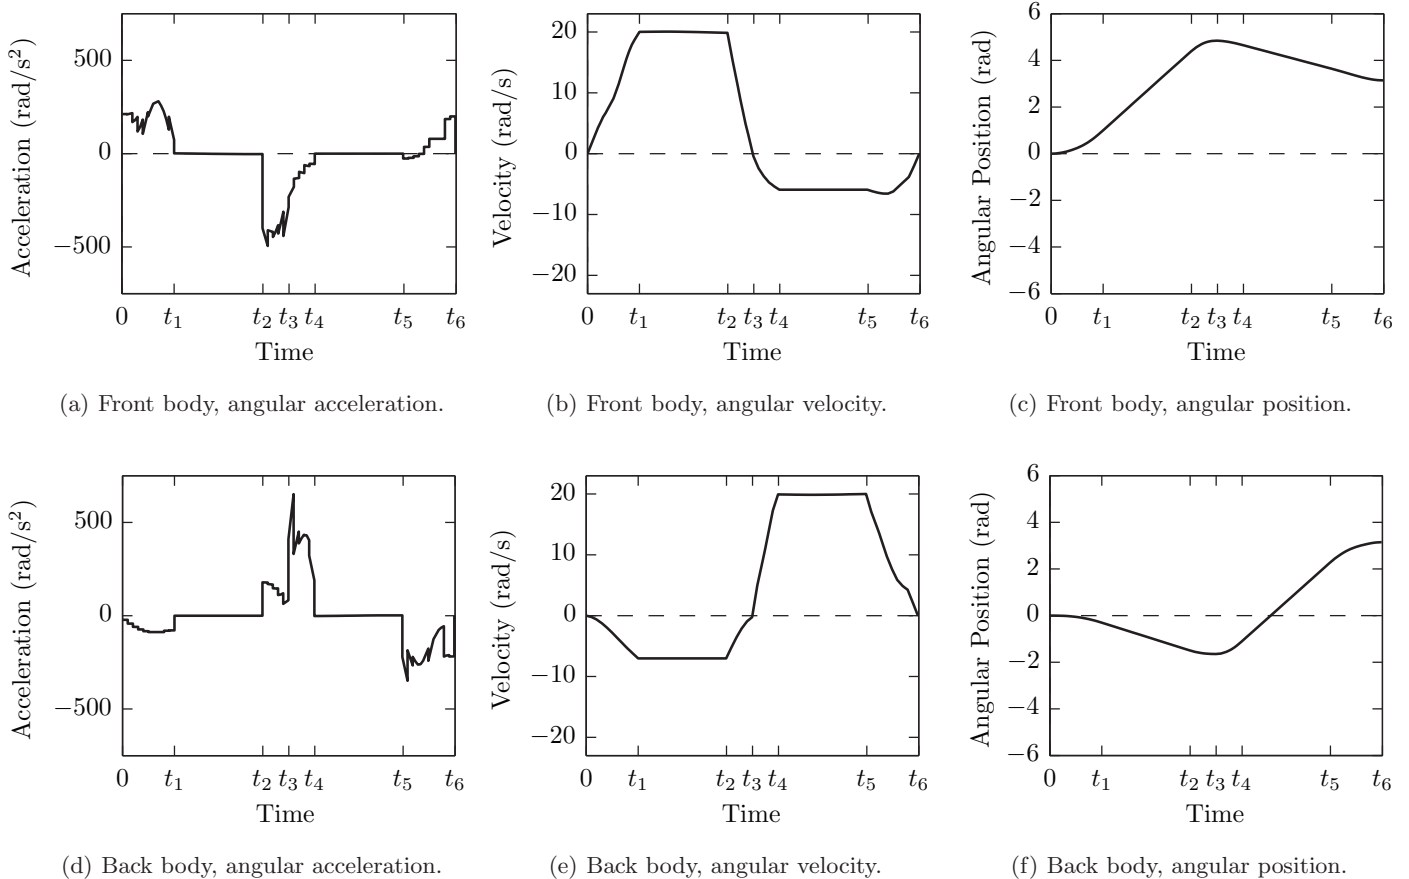 500
0
−500
Acceleration (rad/s²)
0 t₁ t₂ t₃ t₄ t₅ t₆
Time
(a) Front body, angular acceleration.
20
10
0
−10
−20
Velocity (rad/s)
0 t₁ t₂ t₃ t₄ t₅ t₆
Time
(b) Front body, angular velocity.
6
4
2
0
−2
−4
−6
Angular Position (rad)
0 t₁ t₂ t₃ t₄ t₅ t₆
Time
(c) Front body, angular position.
500
0
−500
Acceleration (rad/s²)
0 t₁ t₂ t₃ t₄ t₅ t₆
Time
(d) Back body, angular acceleration.
20
10
0
−10
−20
Velocity (rad/s)
0 t₁ t₂ t₃ t₄ t₅ t₆
Time
(e) Back body, angular velocity.
6
4
2
0
−2
−4
−6
Angular Position (rad)
0 t₁ t₂ t₃ t₄ t₅ t₆
Time
(f) Back body, angular position.